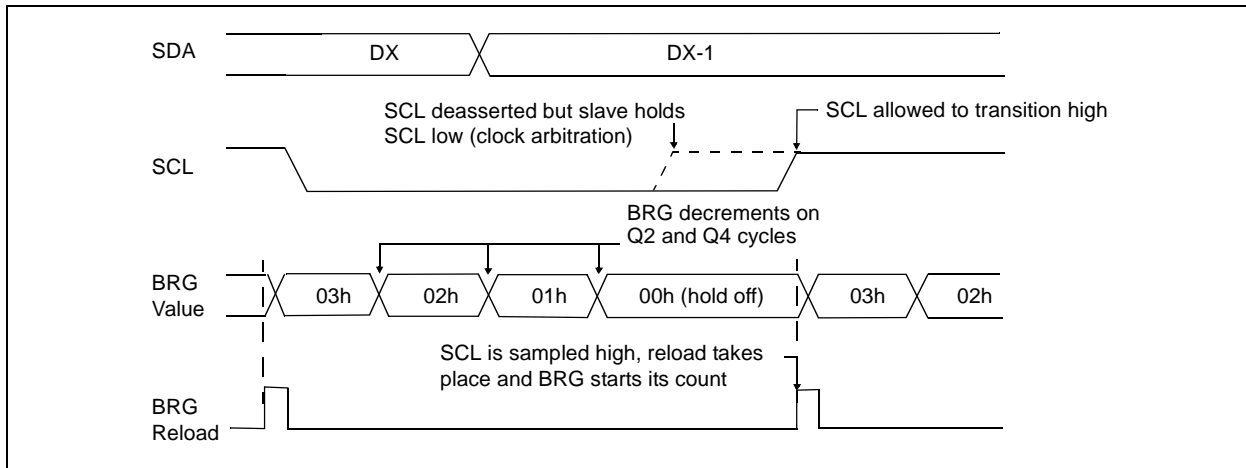 SDA
DX
DX-1
SCL deasserted but slave holds
SCL low (clock arbitration)
SCL allowed to transition high
SCL
BRG decrements on
Q2 and Q4 cycles
BRG
Value
03h
02h
01h
00h (hold off)
03h
02h
SCL is sampled high, reload takes
place and BRG starts its count
BRG
Reload